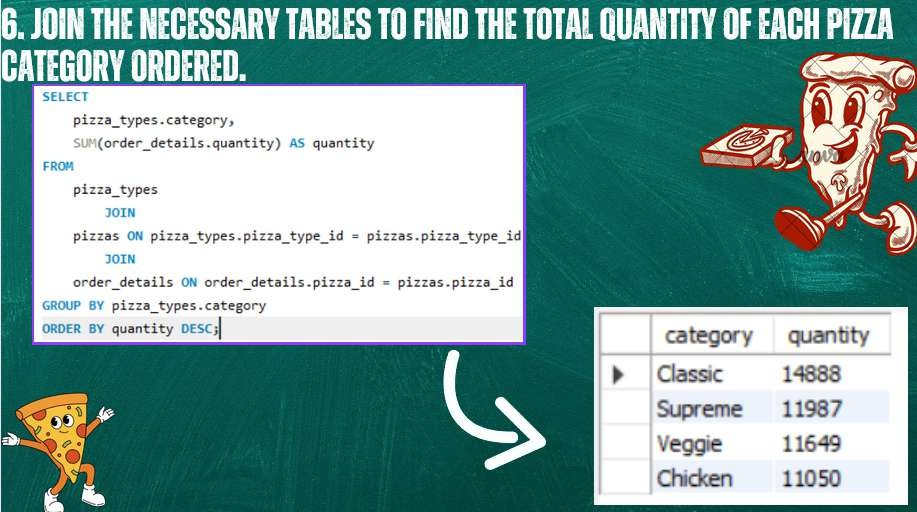 6. JOIN THE NECESSARY TABLES TO FIND THE TOTAL QUANTITY OF EACH PIZZA
CATEGORY ORDERED.
SELECT
pizza_types.category,
SUM(order_details.quantity) AS quantity
FROM
pizza_types
JOIN
pizzas ON pizza_types.pizza_type_id = pizzas.pizza_type_id
JOIN
order_details ON order_details.pizza_id = pizzas.pizza_id
GROUP BY pizza_types.category
ORDER BY quantity DESC;
category quantity
Classic 14888
Supreme 11987
Veggie 11649
Chicken 11050